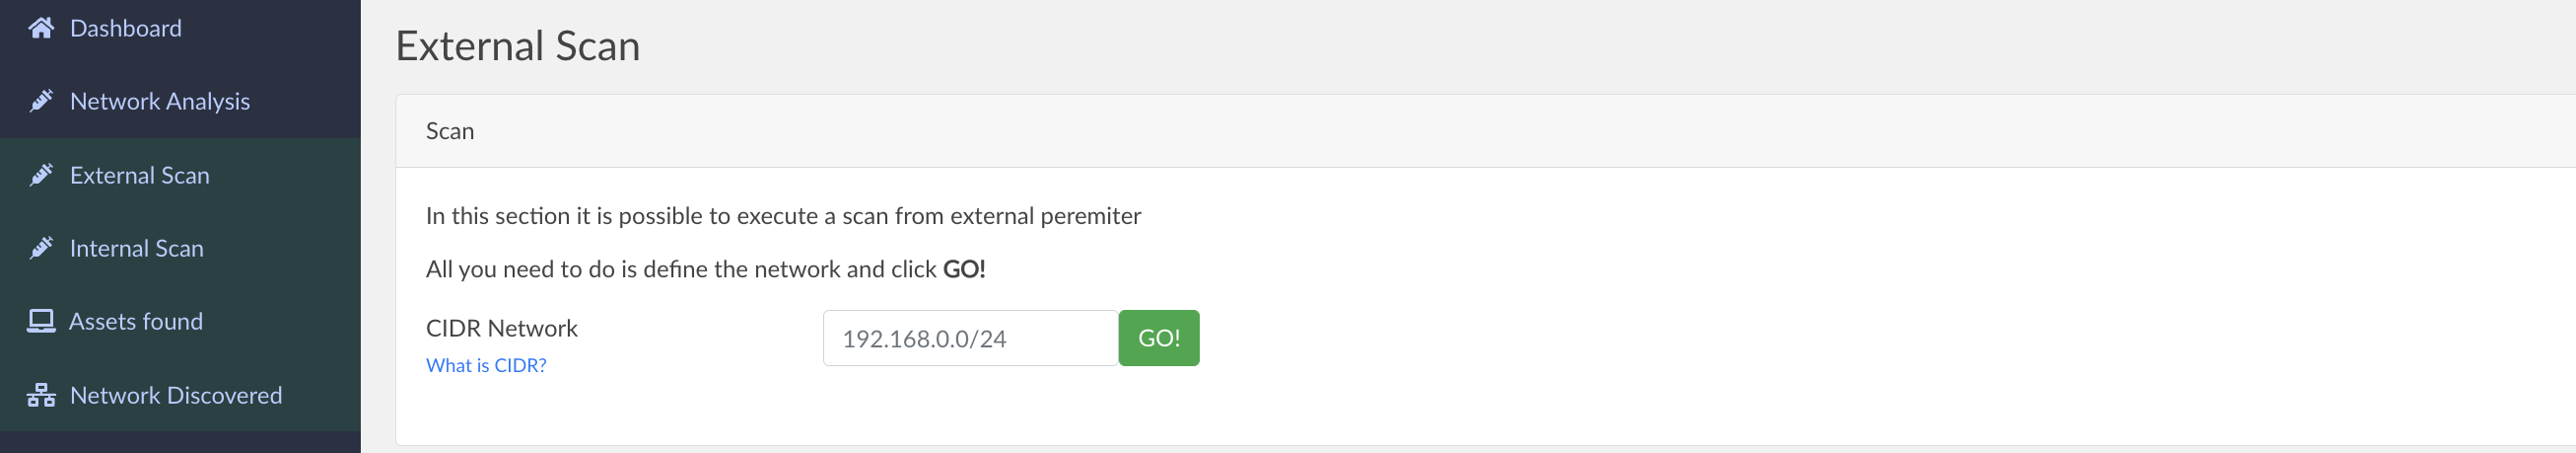 Dashboard
Network Analysis
External Scan
Internal Scan
Assets found
Network Discovered
External Scan
Scan
In this section it is possible to execute a scan from external peremiter
All you need to do is define the network and click GO!
CIDR Network
What is CIDR?
192.168.0.0/24
GO!